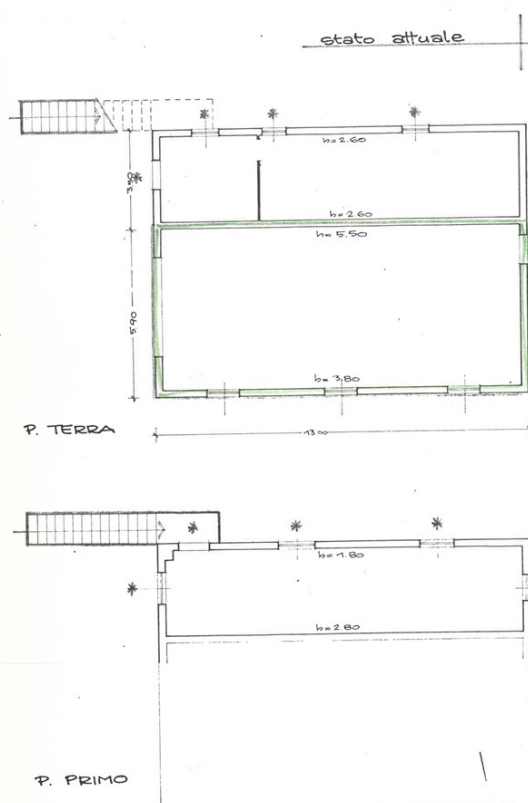 stato attuale
h= 2.60
3.50
h= 2.60
h= 5.50
5.90
h= 3.80
P. TERRA
13.00
h= 1.80
h= 2.80
P. PRIMO